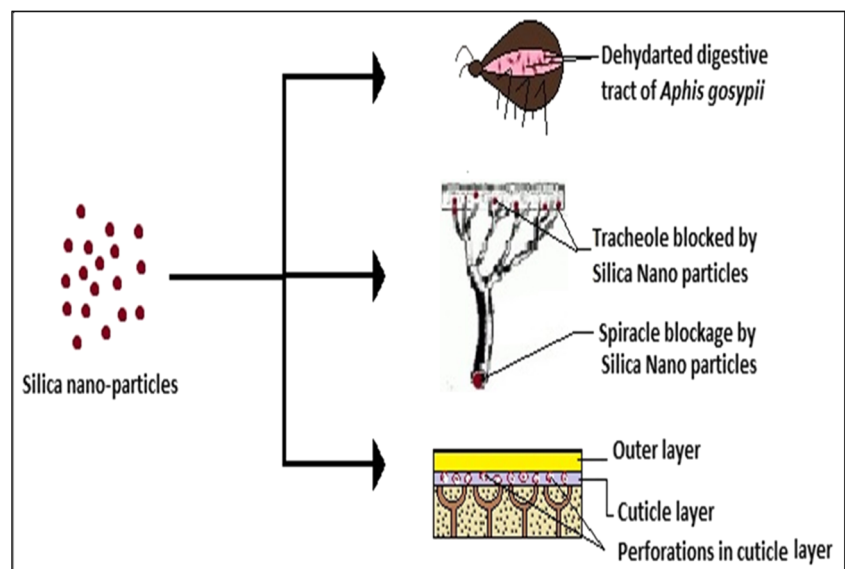 Dehydarted digestive
tract of Aphis gosypii
Tracheole blocked by
Silica Nano particles
Spiracle blockage by
Silica Nano particles
Silica nano-particles
Outer layer
Cuticle layer
Perforations in cuticle layer